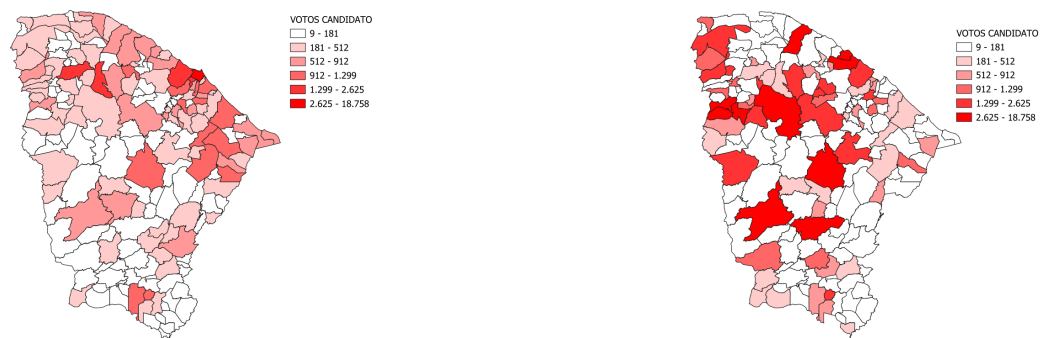 VOTOS CANDIDATO
9 - 181
181 - 512
512 - 912
912 - 1.299
1.299 - 2.625
2.625 - 18.758
VOTOS CANDIDATO
9 - 181
181 - 512
512 - 912
912 - 1.299
1.299 - 2.625
2.625 - 18.758